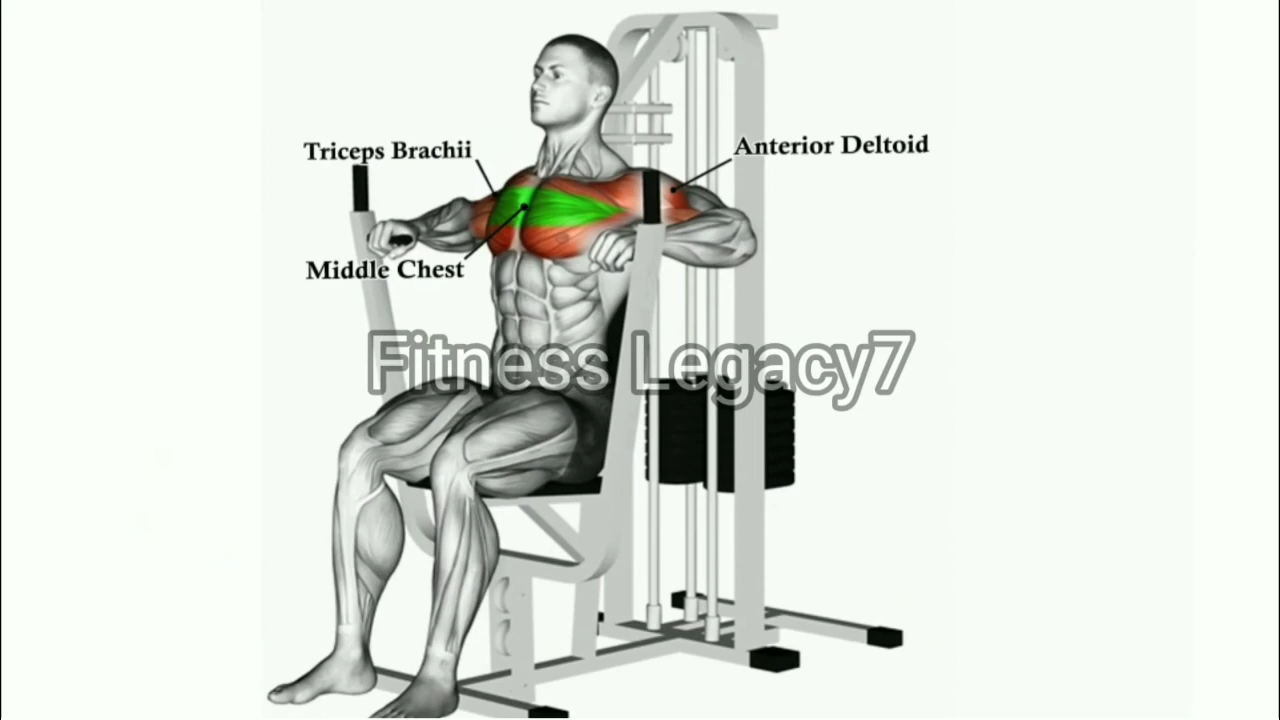 Triceps Brachii
Anterior Deltoid
Middle Chest
Fitness Legacy7